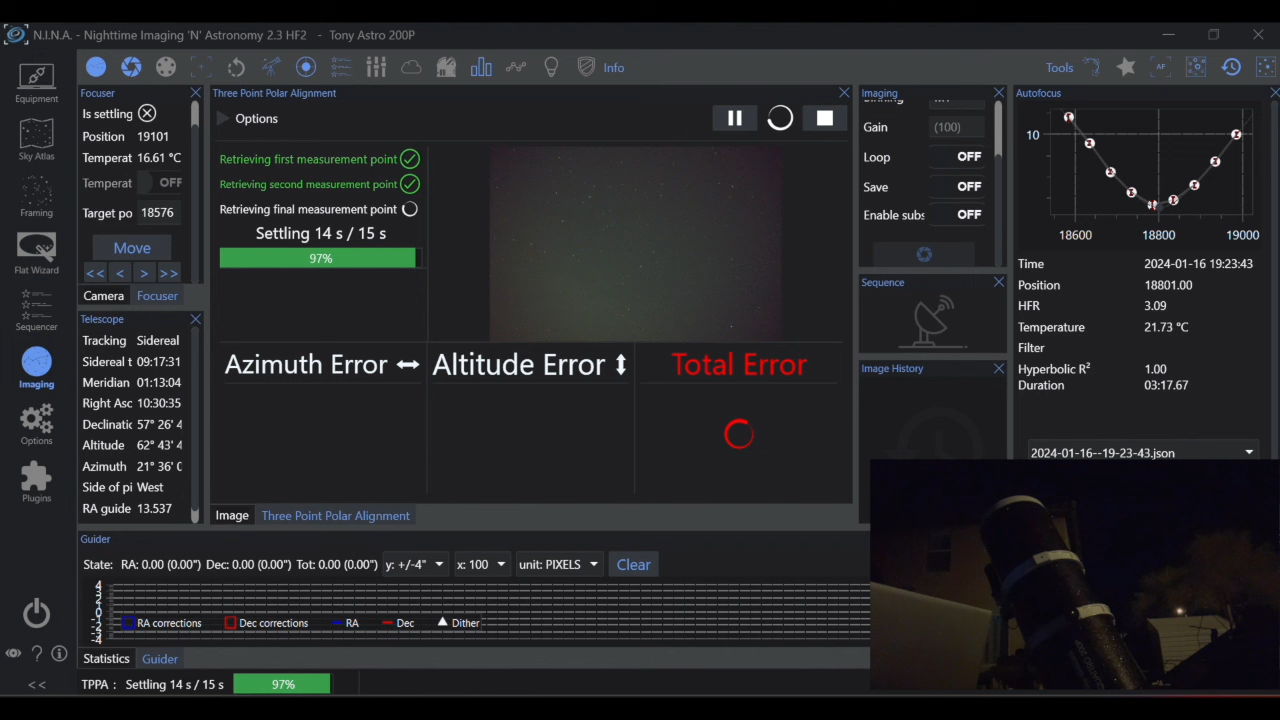 N.I.N.A. - Nighttime Imaging 'N' Astronomy 2.3 HF2 - Tony Astro 200P
Info
Tools
Equipment
Sky Atlas
Framing
Flat Wizard
Sequencer
Imaging
Options
Plugins
<<
Focuser
Is settling
Position 19101
Temperat 16.61 °C
Temperat OFF
Target po 18576
Move
<< < > >>
Camera Focuser
Telescope
Tracking Sidereal
Sidereal t 09:17:31
Meridian 01:13:04
Right Asc 10:30:35
Declinatic 57° 26' 4
Altitude 62° 43' 4
Azimuth 21° 36' 0
Side of pi West
RA guide 13.537
Three Point Polar Alignment
Options
Retrieving first measurement point
Retrieving second measurement point
Retrieving final measurement point
Settling 14 s / 15 s
97%
Azimuth Error Altitude Error Total Error
Image Three Point Polar Alignment
Imaging
Gain (100)
Loop OFF
Save OFF
Enable subs OFF
Sequence
Image History
Autofocus
AF
10
18600 18800 19000
Time 2024-01-16 19:23:43
Position 18801.00
HFR 3.09
Temperature 21.73 °C
Filter
Hyperbolic R² 1.00
Duration 03:17.67
2024-01-16--19-23-43.json
Guider
State: RA: 0.00 (0.00") Dec: 0.00 (0.00") Tot: 0.00 (0.00") y: +/-4" x: 100 unit: PIXELS Clear
4
3
1
0
-2
-4
RA corrections Dec corrections RA Dec Dither
Statistics Guider
TPPA : Settling 14 s / 15 s 97%